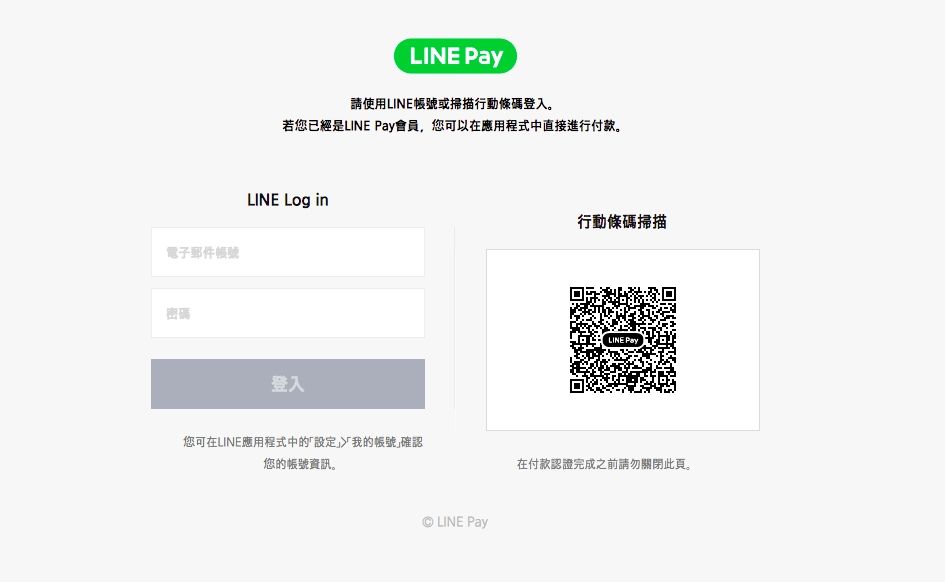 LINE Pay
請使用LINE帳號或掃描行動條碼登入。
若您已經是LINE Pay會員，您可以在應用程式中直接進行付款。
LINE Log in
電子郵件帳號
密碼
登入
您可在LINE應用程式中的「設定」>「我的帳號」確認
您的帳號資訊。
行動條碼掃描
LINE Pay
在付款認證完成之前請勿關閉此頁。
© LINE Pay